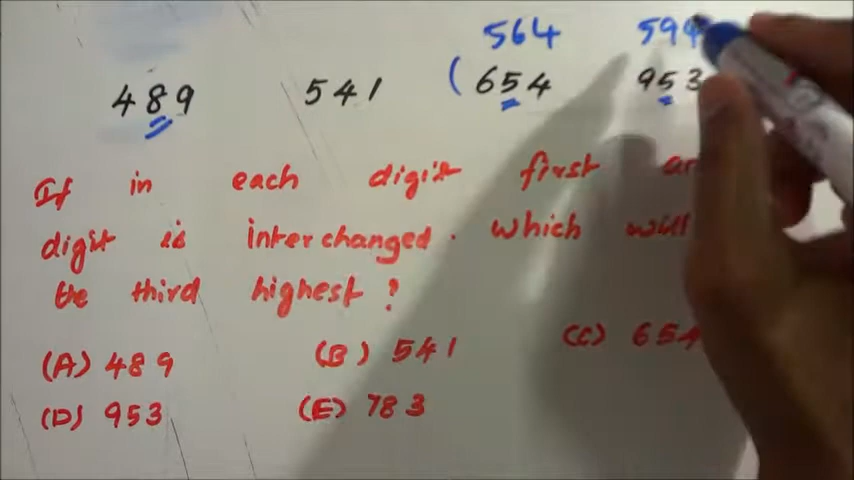 564 594
489 541 (654 953
If in each digit first
digit is interchanged. which will
the third highest?
(A) 489 (B) 541 (C) 654
(D) 953 (E) 783